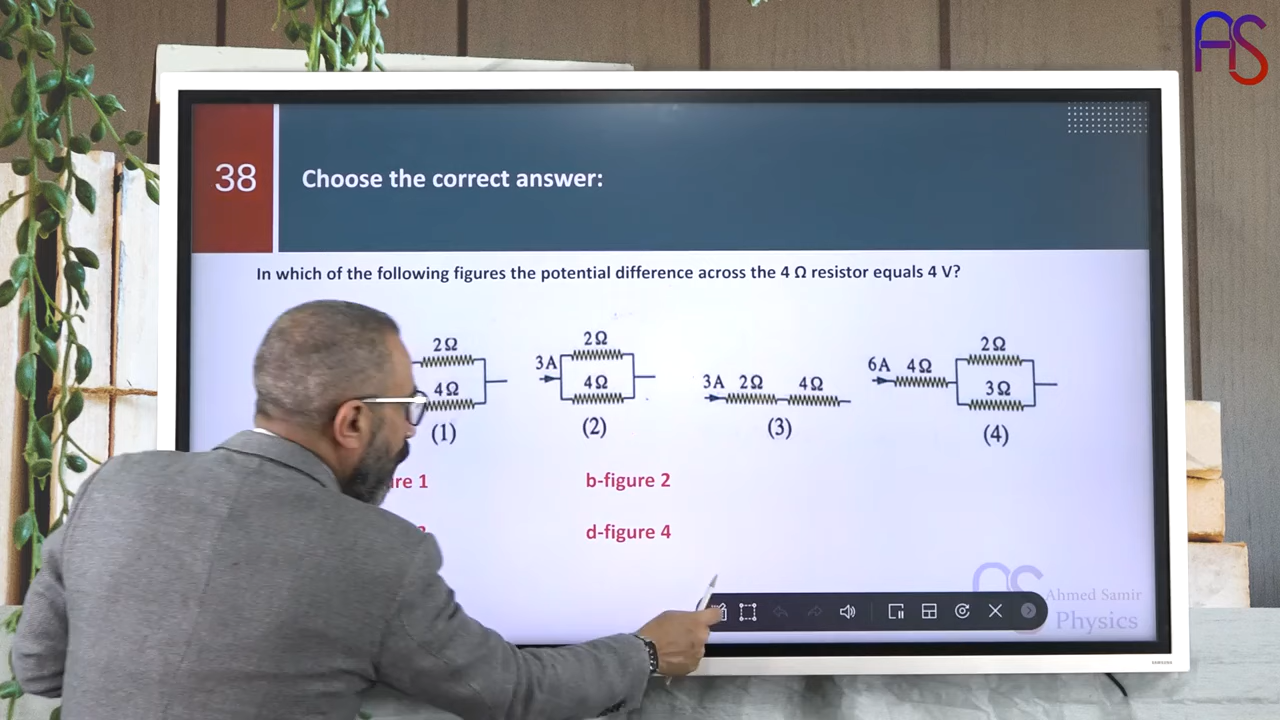 AS
38
Choose the correct answer:
In which of the following figures the potential difference across the 4 Ω resistor equals 4 V?
2Ω
4Ω
(1)
3A
2Ω
4Ω
(2)
3A 2Ω 4Ω
(3)
6A 4Ω
2Ω
3Ω
(4)
1
b-figure 2
d-figure 4
Ahmed Samir
Physics
SAMSUNG